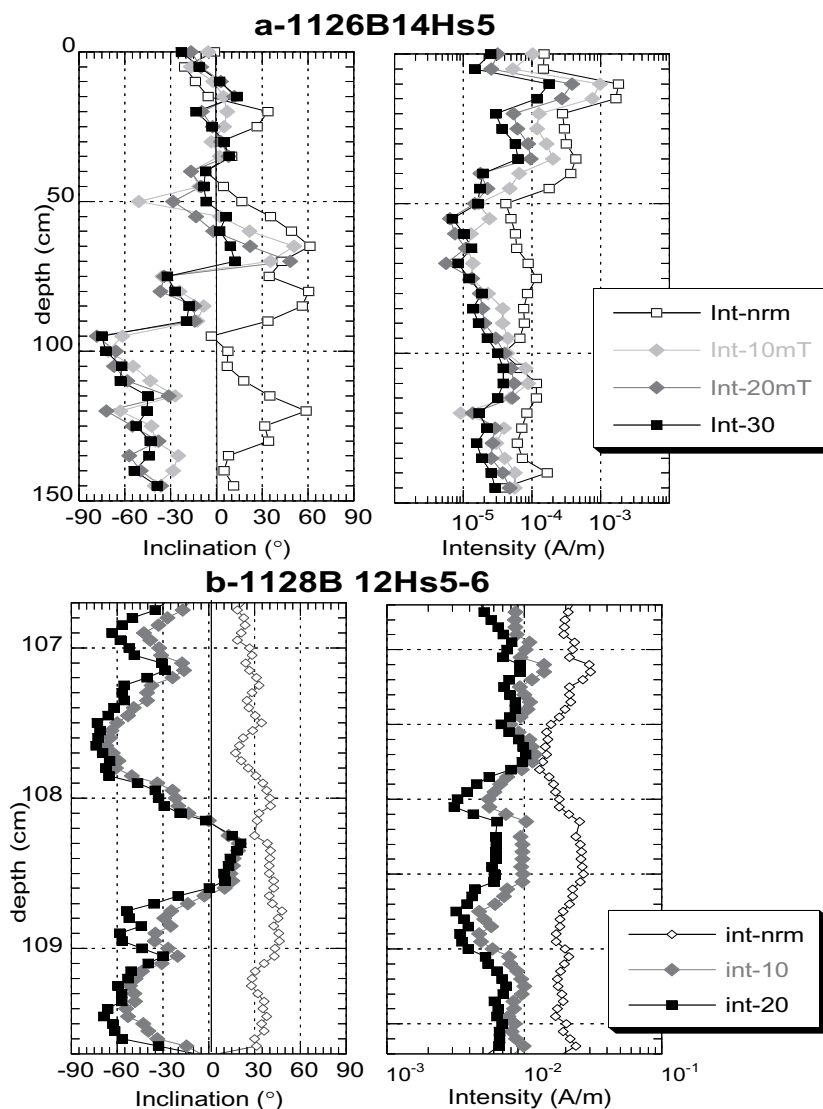 a-1126B14Hs5
0
50
100
150
depth (cm)
-90 -60 -30 0 30 60 90
Inclination (°)
10⁻⁵ 10⁻⁴ 10⁻³
Intensity (A/m)
Int-nrm
Int-10mT
Int-20mT
Int-30
b-1128B 12Hs5-6
107
108
109
depth (cm)
-90 -60 -30 0 30 60 90
Inclination (°)
10⁻³ 10⁻² 10⁻¹
Intensity (A/m)
int-nrm
int-10
int-20